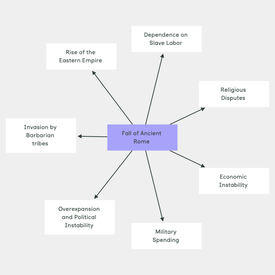 Dependence on
Slave Labor
Rise of the
Eastern Empire
Religious
Disputes
Invasion by
Barbarian
tribes
Fall of Ancient
Rome
Economic
Instability
Overexpansion
and Political
Instability
Military
Spending